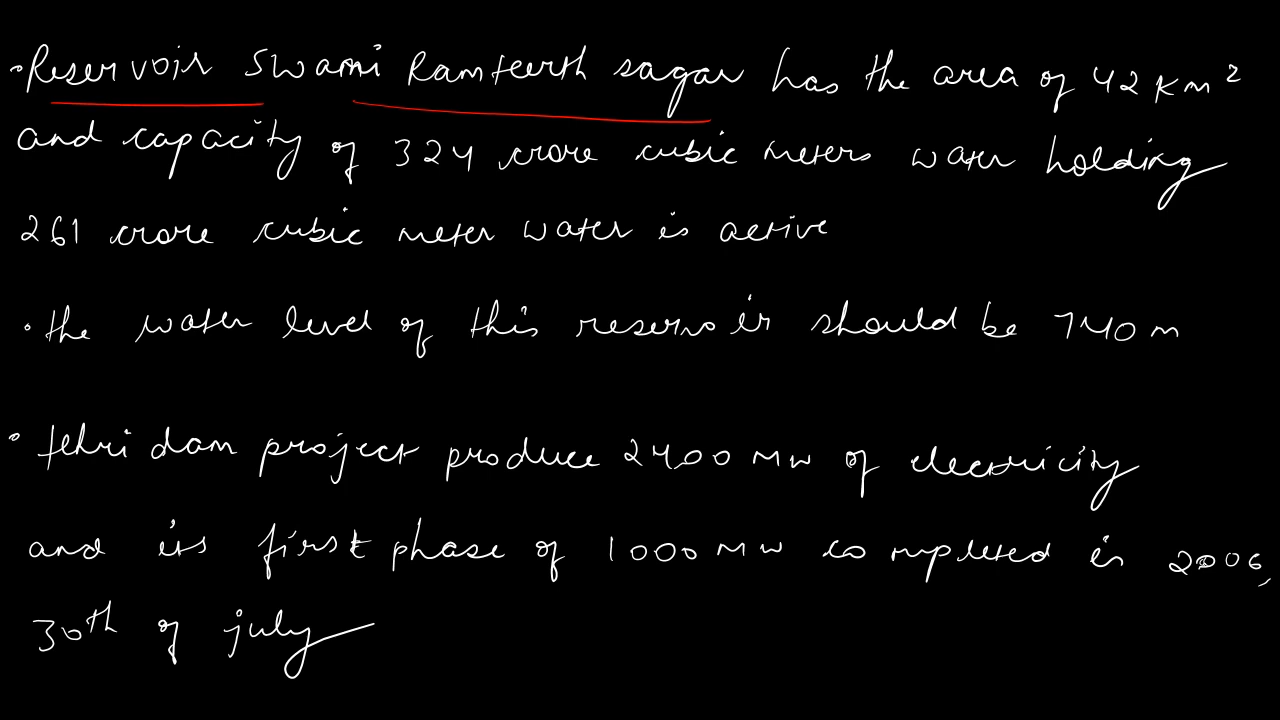 • Reservoir Swami Ramteerth sagar has the area of 42 Km²
and capacity of 324 crore cubic meters water holding
261 crore cubic meter water is active
• the water level of this reservoir should be 740 m
• tehri dam project produce 2400 MW of electricity
and its first phase of 1000 MW completed in 2006,
30th of july